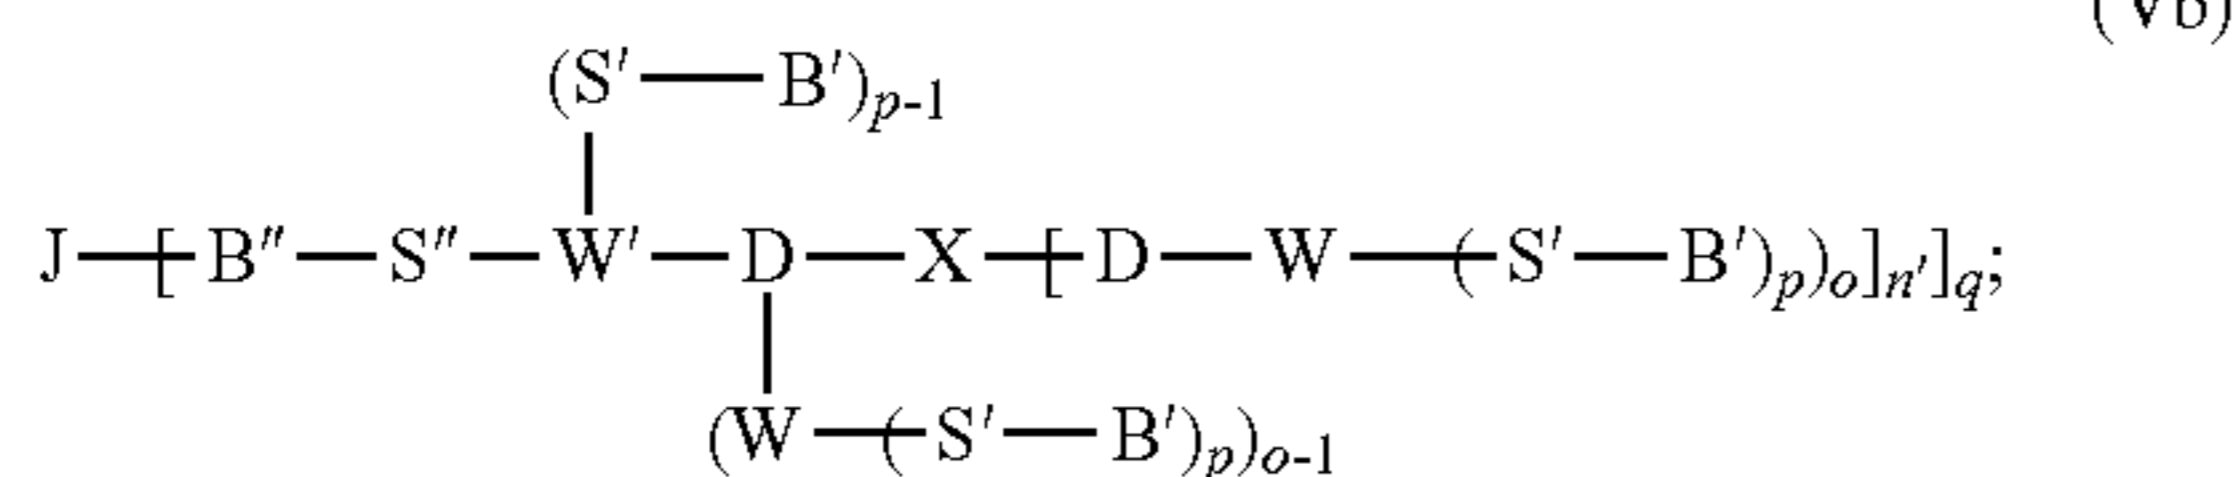 (Vb)
(S′—B′)p-1
J—[B″—S″—W′—D—X—[D—W—(S′—B′)p)o]n′]q;
(W—(S′—B′)p)o-1